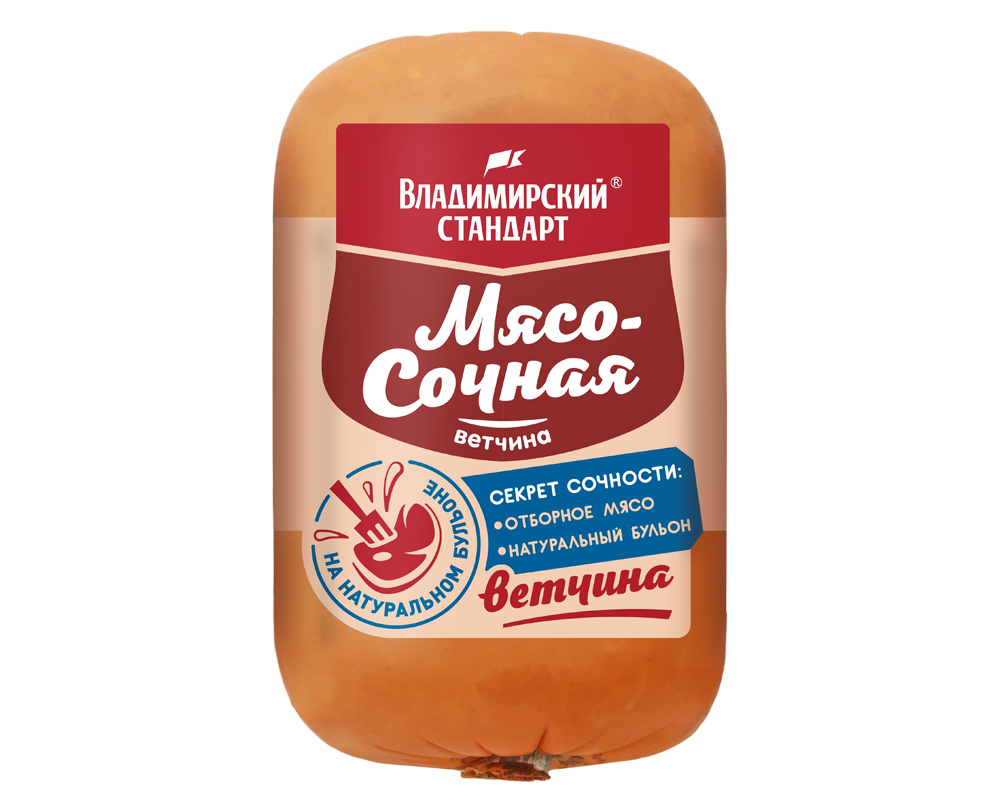 ВЛАДИМИРСКИЙ®
СТАНДАРТ
Мясо-
Сочная
ветчина
СЕКРЕТ СОЧНОСТИ:
•ОТБОРНОЕ МЯСО
•НАТУРАЛЬНЫЙ БУЛЬОН
НА НАТУРАЛЬНОМ БУЛЬОНЕ
ветчина